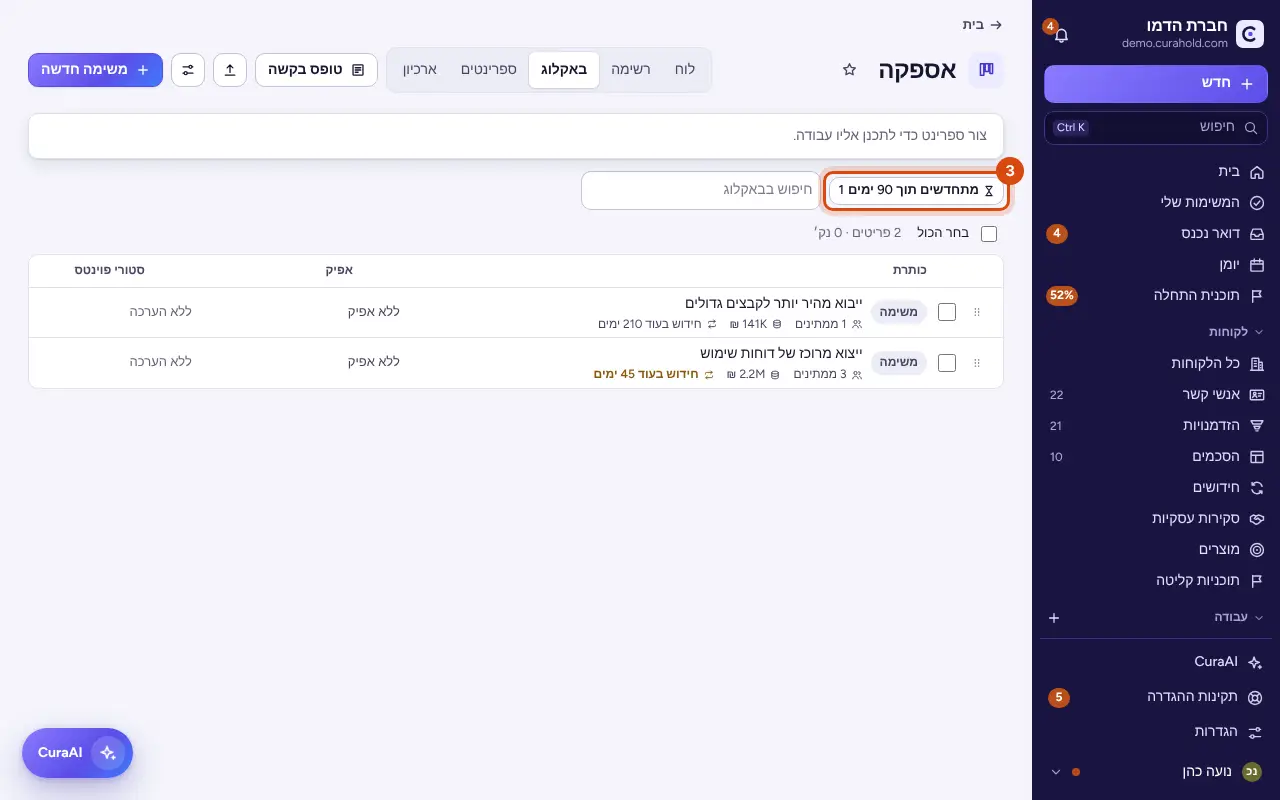 חברת הדמו
demo.curahold.com
4
חדש
חיפוש
Ctrl K
בית
המשימות שלי
דואר נכנס
4
יומן
תוכנית התחלה
52%
לקוחות
כל הלקוחות
אנשי קשר
22
הזדמנויות
21
הסכמים
10
חידושים
סקירות עסקיות
מוצרים
תוכניות קליטה
עבודה
CuraAI
תקינות ההגדרה
5
הגדרות
נכ
נועה כהן
בית
אספקה
לוח
רשימה
באקלוג
ספרינטים
ארכיון
טופס בקשה
משימה חדשה
צור ספרינט כדי לתכנן אליו עבודה.
3
מתחדשים תוך 90 ימים 1
חיפוש בבאקלוג
בחר הכול
2 פריטים · 0 נק׳
כותרת
אפיק
סטורי פוינטס
משימה
ייבוא מהיר יותר לקבצים גדולים
1 ממתינים
141K ₪
חידוש בעוד 210 ימים
ללא אפיק
ללא הערכה
משימה
ייצוא מרוכז של דוחות שימוש
3 ממתינים
2.2M ₪
חידוש בעוד 45 ימים
ללא אפיק
ללא הערכה
CuraAI